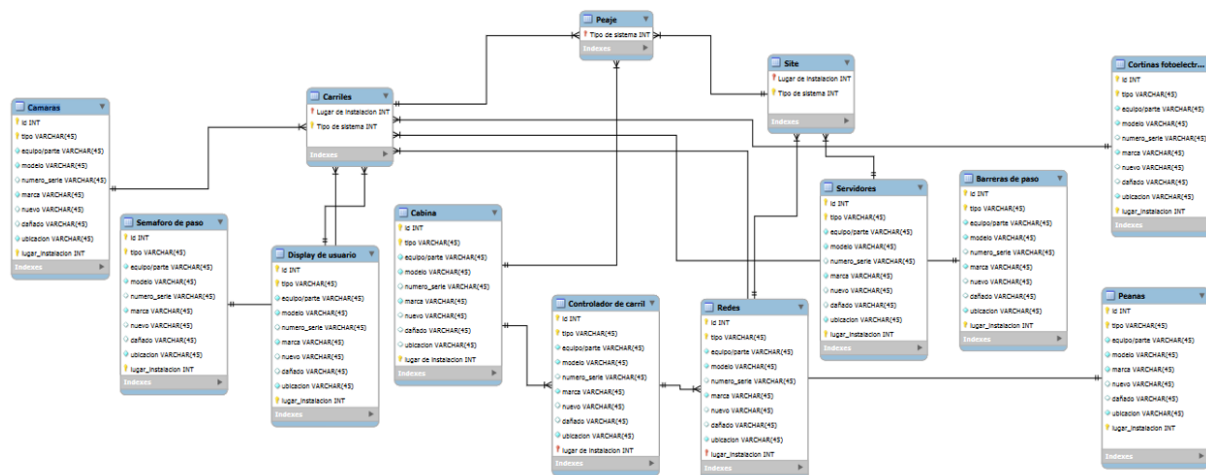 Peaje
Tipo de sistema INT
Indexes
Site
Lugar de instalacion INT
Tipo de sistema INT
Indexes
Cortinas fotoelectr...
id INT
tipo VARCHAR(45)
equipo/parte VARCHAR(45)
modelo VARCHAR(45)
numero_serie VARCHAR(45)
marca VARCHAR(45)
nuevo VARCHAR(45)
dañado VARCHAR(45)
ubicacion VARCHAR(45)
lugar_instalacion INT
Indexes
Carriles
Lugar de instalacion INT
Tipo de sistema INT
Indexes
Camaras
id INT
tipo VARCHAR(45)
equipo/parte VARCHAR(45)
modelo VARCHAR(45)
numero_serie VARCHAR(45)
marca VARCHAR(45)
nuevo VARCHAR(45)
dañado VARCHAR(45)
ubicacion VARCHAR(45)
lugar_instalacion INT
Indexes
Semaforo de paso
id INT
tipo VARCHAR(45)
equipo/parte VARCHAR(45)
modelo VARCHAR(45)
numero_serie VARCHAR(45)
marca VARCHAR(45)
nuevo VARCHAR(45)
dañado VARCHAR(45)
ubicacion VARCHAR(45)
lugar_instalacion INT
Indexes
Display de usuario
id INT
tipo VARCHAR(45)
equipo/parte VARCHAR(45)
modelo VARCHAR(45)
numero_serie VARCHAR(45)
marca VARCHAR(45)
nuevo VARCHAR(45)
dañado VARCHAR(45)
ubicacion VARCHAR(45)
lugar_instalacion INT
Indexes
Cabina
id INT
tipo VARCHAR(45)
equipo/parte VARCHAR(45)
modelo VARCHAR(45)
numero_serie VARCHAR(45)
marca VARCHAR(45)
nuevo VARCHAR(45)
dañado VARCHAR(45)
ubicacion VARCHAR(45)
lugar de instalacion INT
Indexes
Controlador de carril
id INT
tipo VARCHAR(45)
equipo/parte VARCHAR(45)
modelo VARCHAR(45)
numero_serie VARCHAR(45)
marca VARCHAR(45)
nuevo VARCHAR(45)
dañado VARCHAR(45)
ubicacion VARCHAR(45)
lugar de instalacion INT
Indexes
Redes
id INT
tipo VARCHAR(45)
equipo/parte VARCHAR(45)
modelo VARCHAR(45)
numero_serie VARCHAR(45)
marca VARCHAR(45)
nuevo VARCHAR(45)
dañado VARCHAR(45)
ubicacion VARCHAR(45)
lugar_instalacion INT
Indexes
Servidores
id INT
tipo VARCHAR(45)
equipo/parte VARCHAR(45)
modelo VARCHAR(45)
numero_serie VARCHAR(45)
marca VARCHAR(45)
nuevo VARCHAR(45)
dañado VARCHAR(45)
ubicacion VARCHAR(45)
lugar_instalacion INT
Indexes
Barreras de paso
id INT
tipo VARCHAR(45)
equipo/parte VARCHAR(45)
modelo VARCHAR(45)
numero_serie VARCHAR(45)
marca VARCHAR(45)
nuevo VARCHAR(45)
dañado VARCHAR(45)
ubicacion VARCHAR(45)
lugar_instalacion INT
Indexes
Peanas
id INT
tipo VARCHAR(45)
equipo/parte VARCHAR(45)
modelo VARCHAR(45)
marca VARCHAR(45)
nuevo VARCHAR(45)
dañado VARCHAR(45)
ubicacion VARCHAR(45)
lugar_instalacion INT
Indexes